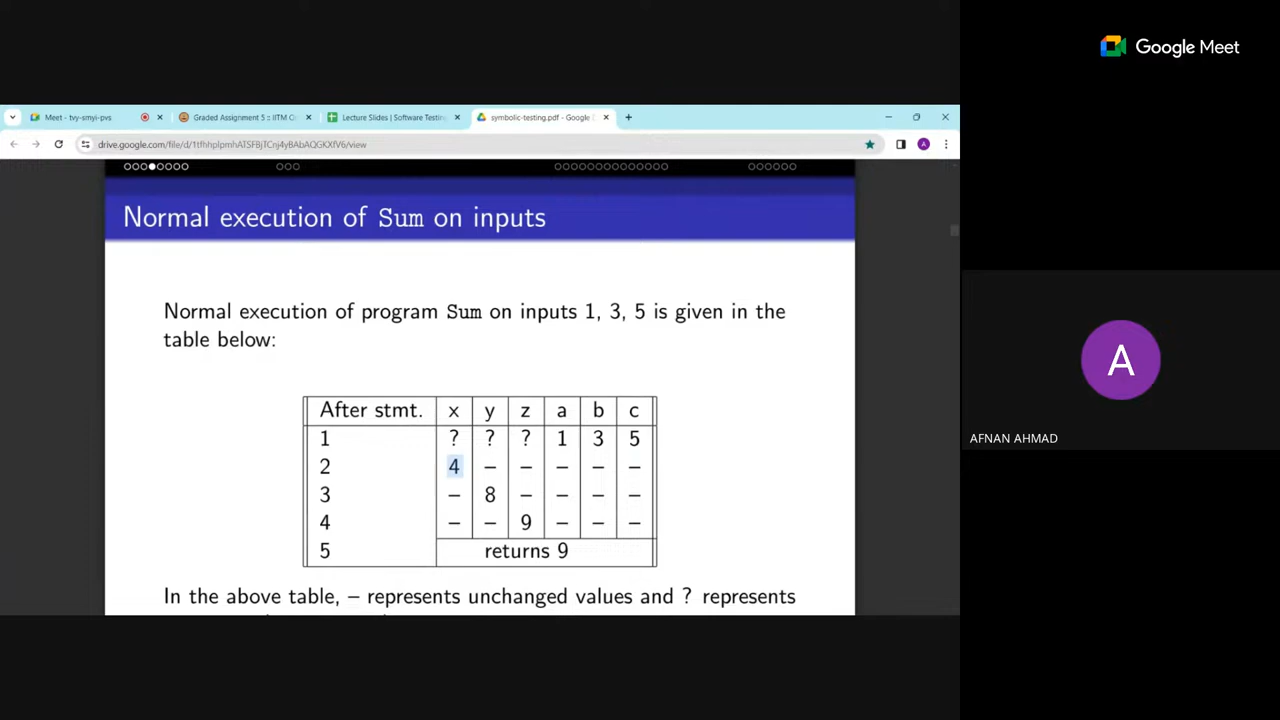 Google Meet
Meet - tvy-smyi-pvs
Graded Assignment 5 :: IITM O
Lecture Slides | Software Testin
symbolic-testing.pdf - Google D
Normal execution of Sum on inputs
Normal execution of program Sum on inputs 1, 3, 5 is given in the
table below:
After stmt. x y z a b c
1 ? ? ? 1 3 5
2 4 – – – – –
3 – 8 – – – –
4 – – 9 – – –
5 returns 9
In the above table, – represents unchanged values and ? represents
A
AFNAN AHMAD